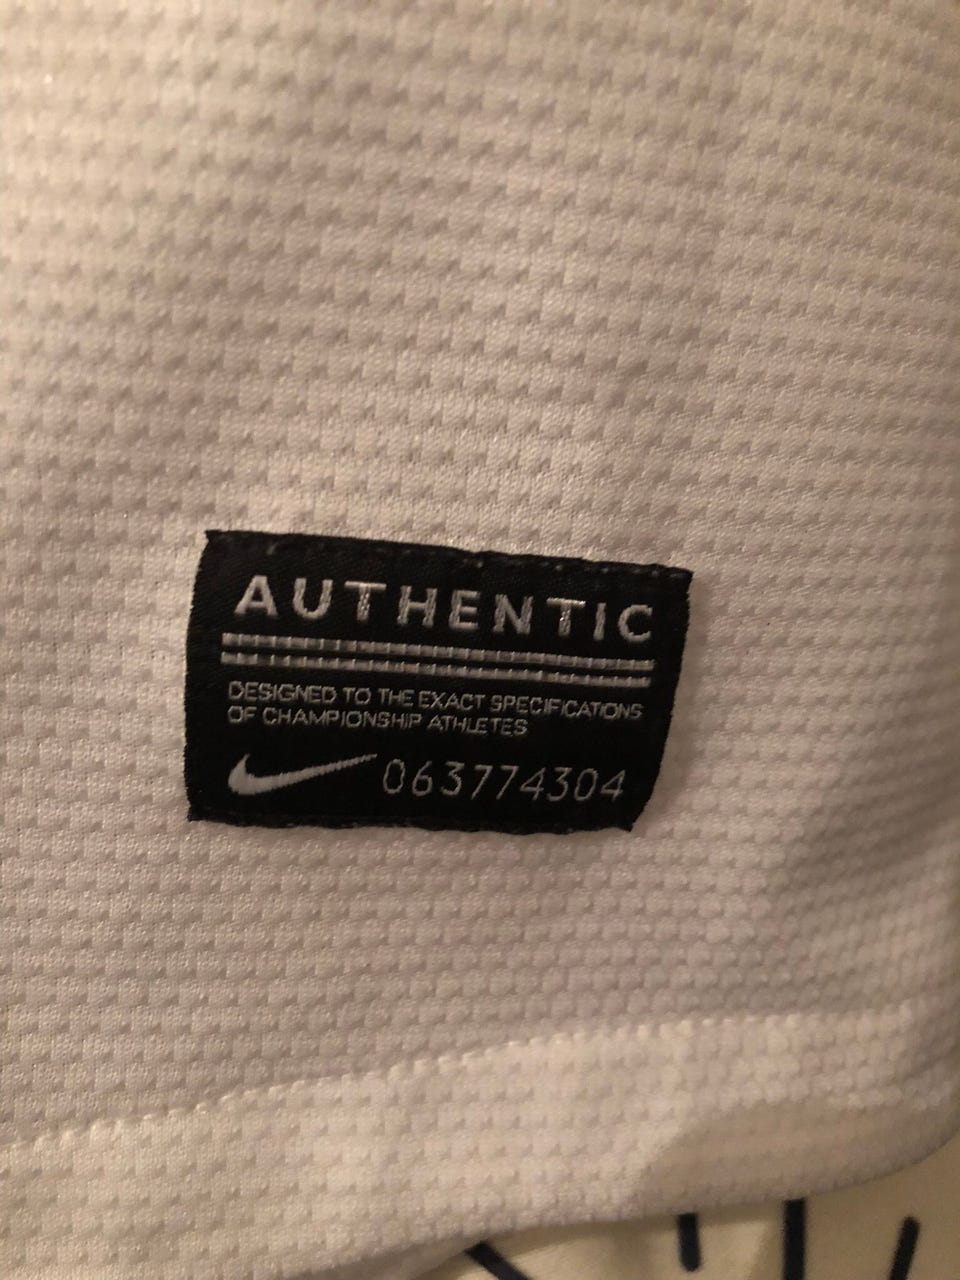 AUTHENTIC
DESIGNED TO THE EXACT SPECIFICATIONS
OF CHAMPIONSHIP ATHLETES
063774304